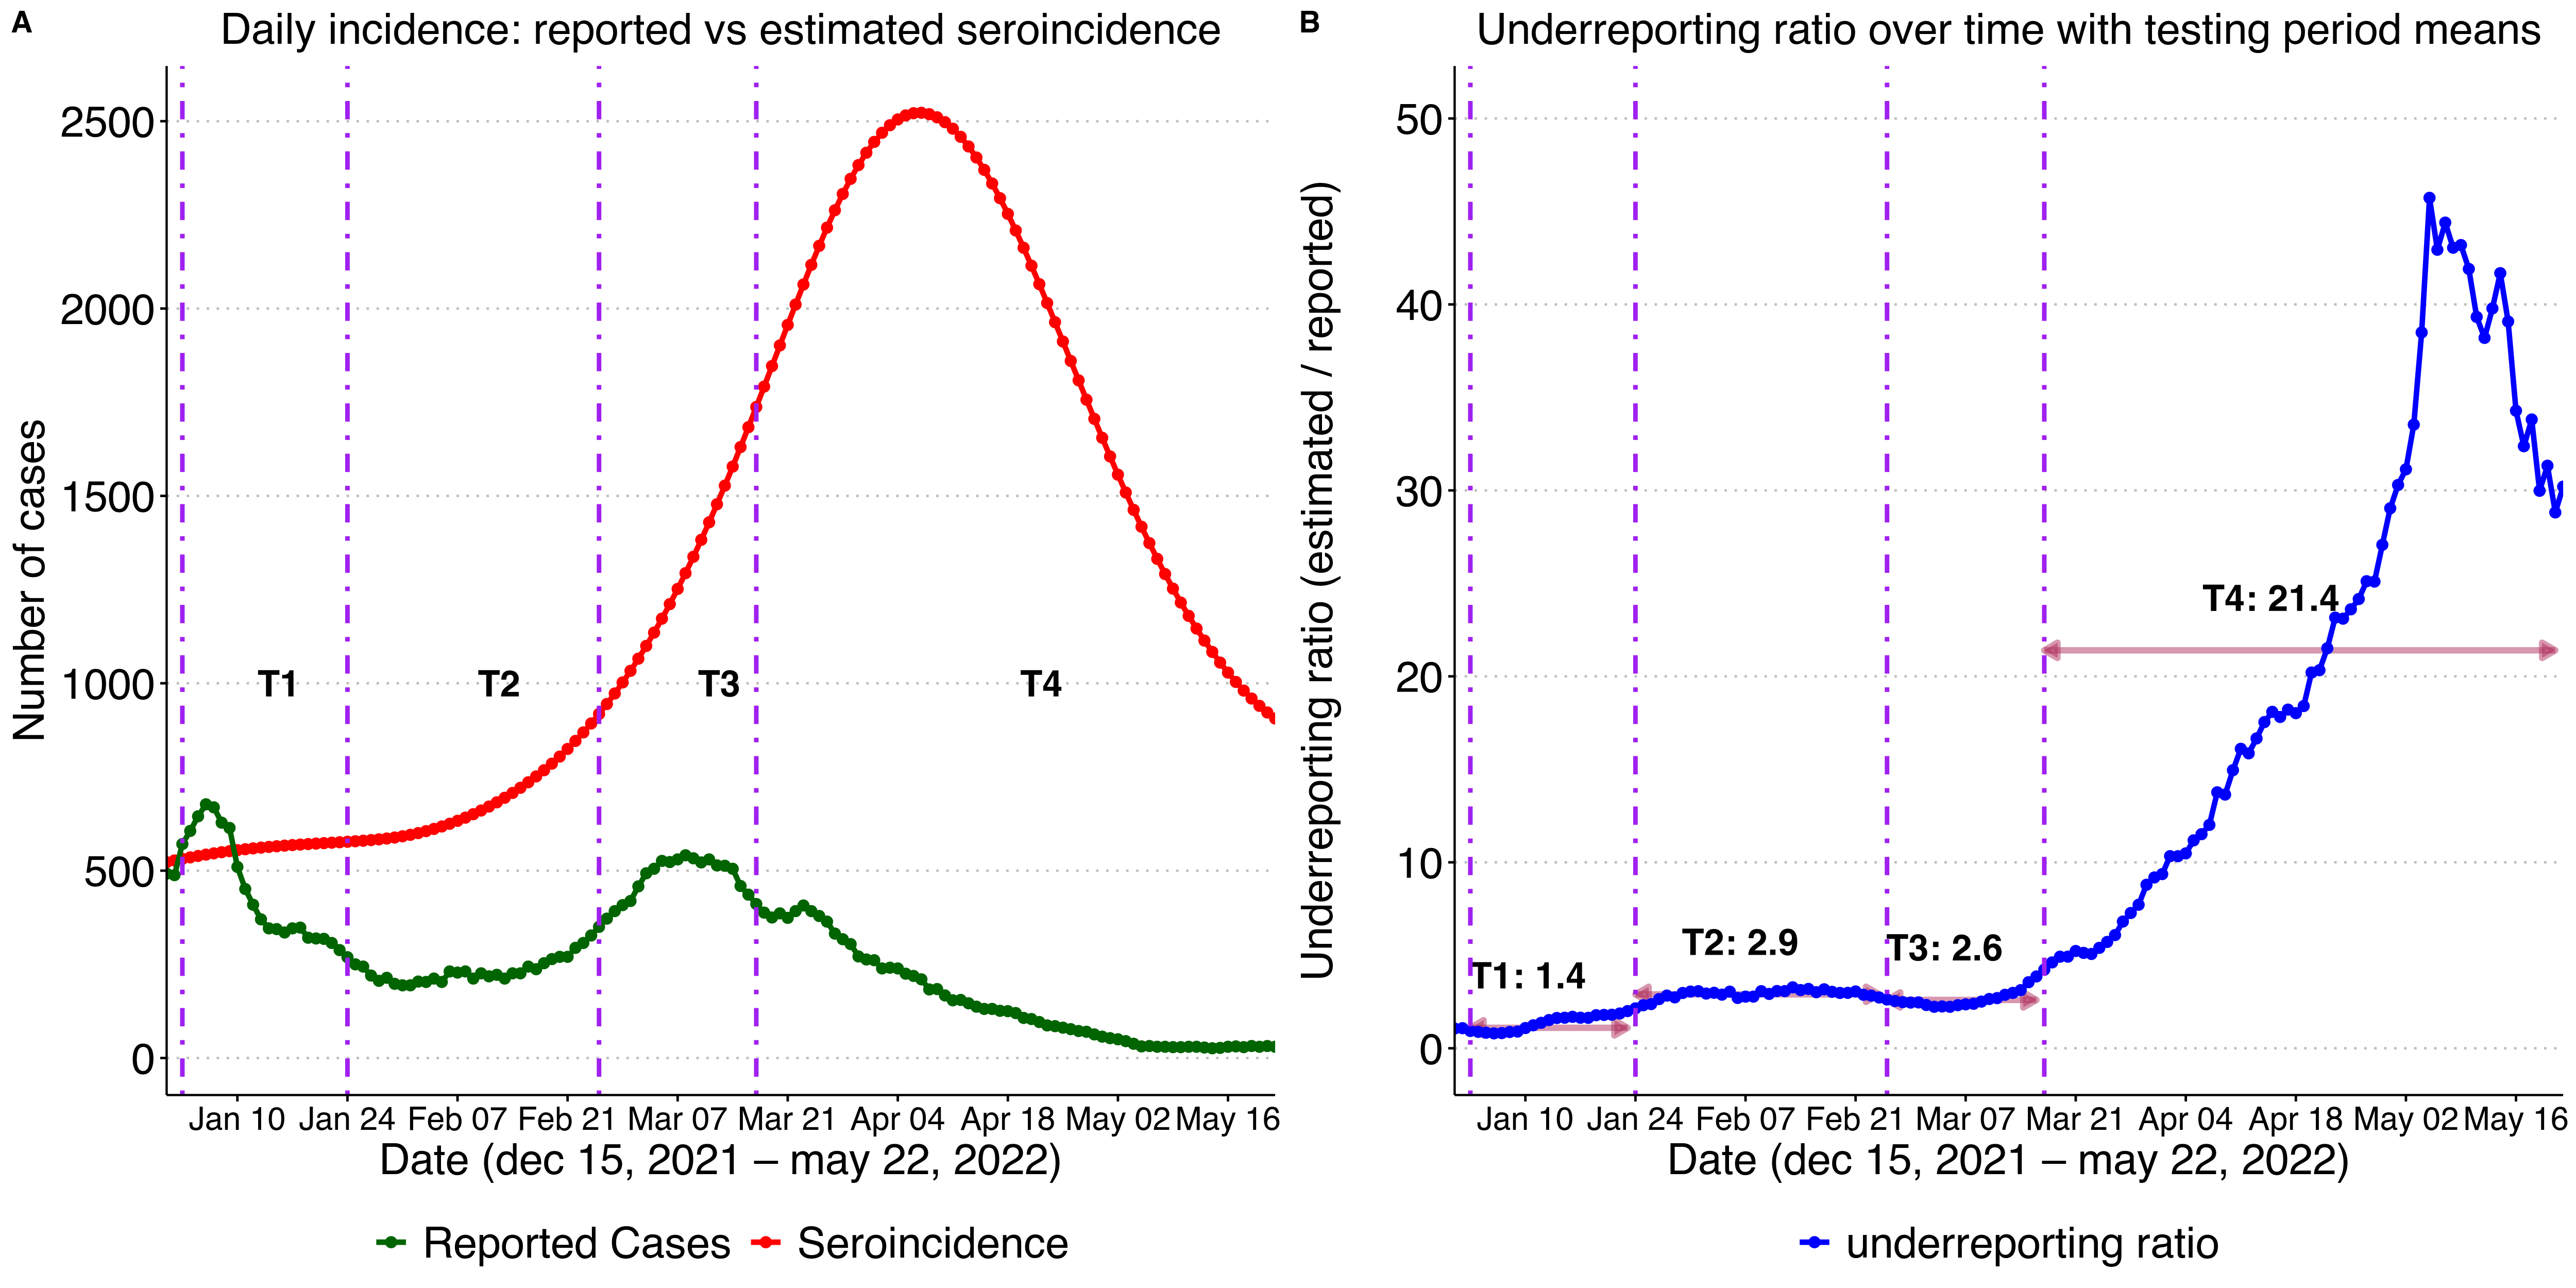 A
Daily incidence: reported vs estimated seroincidence
Number of cases
2500
2000
1500
1000
500
0
T1
T2
T3
T4
Jan 10 Jan 24 Feb 07 Feb 21 Mar 07 Mar 21 Apr 04 Apr 18 May 02 May 16
Date (dec 15, 2021 – may 22, 2022)
Reported Cases Seroincidence
B
Underreporting ratio over time with testing period means
Underreporting ratio (estimated / reported)
50
40
30
20
10
0
T1: 1.4
T2: 2.9
T3: 2.6
T4: 21.4
Jan 10 Jan 24 Feb 07 Feb 21 Mar 07 Mar 21 Apr 04 Apr 18 May 02 May 16
Date (dec 15, 2021 – may 22, 2022)
underreporting ratio